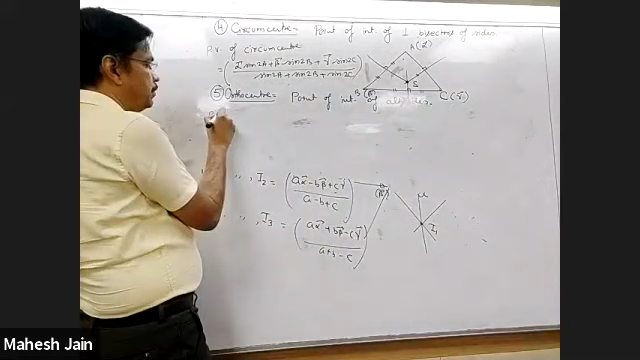 ④ Circumcentre - Point of int. of ⊥ bisectors of sides.
A(α⃗)
P.V. of circumcentre
= (α⃗ sin2A + β⃗ sin2B + γ⃗ sin2C / sin2A + sin2B + sin2C)
S
B(β⃗)
C(γ⃗)
⑤ Orthocentre - Point of int. of altitudes.
" , I₂ = (aα⃗ - bβ⃗ + cγ⃗ / a - b + c)
" , I₃ = (aα⃗ + bβ⃗ - cγ⃗ / a + b - c)
I₁
Mahesh Jain